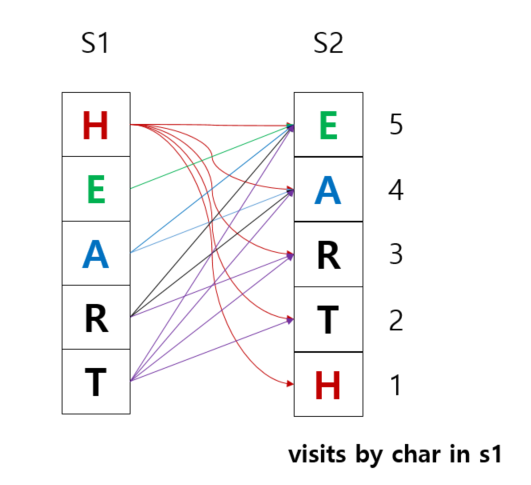 S1 S2
H E 5
E A 4
A R 3
R T 2
T H 1
visits by char in s1